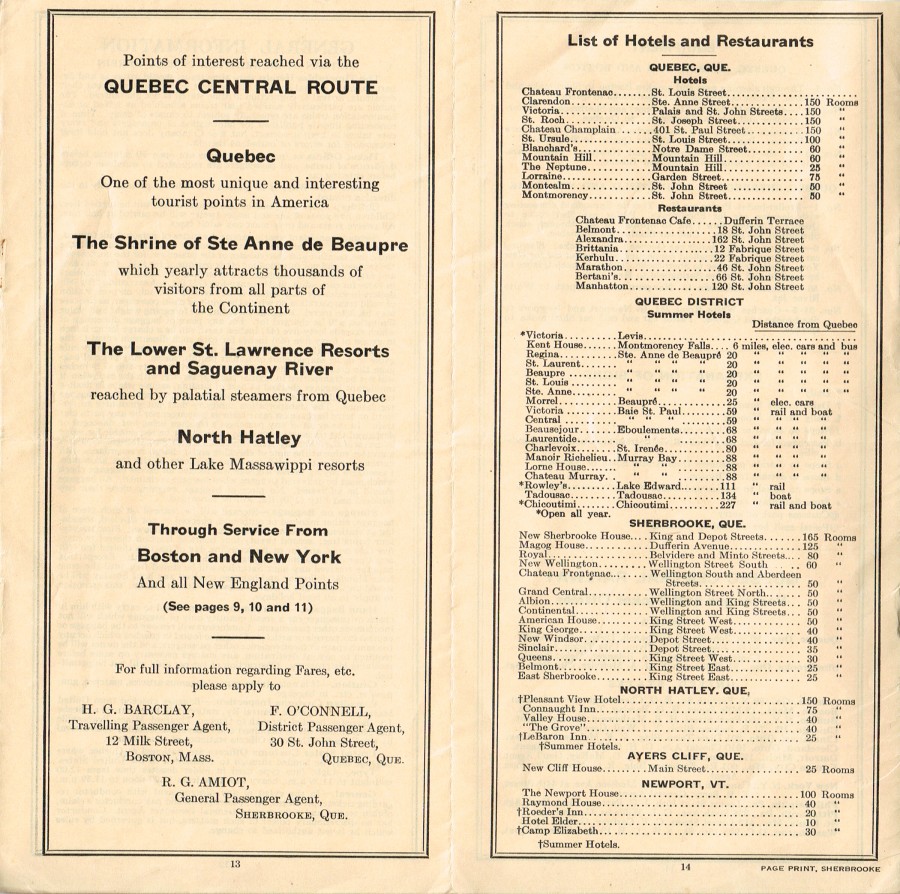 Points of interest reached via the
QUEBEC CENTRAL ROUTE
Quebec
One of the most unique and interesting
tourist points in America
The Shrine of Ste Anne de Beaupre
which yearly attracts thousands of
visitors from all parts of
the Continent
The Lower St. Lawrence Resorts
and Saguenay River
reached by palatial steamers from Quebec
North Hatley
and other Lake Massawippi resorts
Through Service From
Boston and New York
And all New England Points
(See pages 9, 10 and 11)
For full information regarding Fares, etc.
please apply to
H. G. BARCLAY,
Travelling Passenger Agent,
12 Milk Street,
BOSTON, MASS.
F. O'CONNELL,
District Passenger Agent,
30 St. John Street,
QUEBEC, QUE.
R. G. AMIOT,
General Passenger Agent,
SHERBROOKE, QUE.
13
List of Hotels and Restaurants
QUEBEC, QUE.
Hotels
Chateau Frontenac........St. Louis Street
Clarendon........Ste. Anne Street........150 Rooms
Victoria........Palais and St. John Streets....150 "
St. Roch........St. Joseph Street........150 "
Chateau Champlain......401 St. Paul Street........150 "
St. Ursule........St. Louis Street........100 "
Blanchard's........Notre Dame Street........60 "
Mountain Hill........Mountain Hill........60 "
The Neptune........Mountain Hill........25 "
Lorraine........Garden Street........75 "
Montcalm........St. John Street........50 "
Montmorency........St. John Street........50 "
Restaurants
Chateau Frontenac Cafe......Dufferin Terrace
Belmont........18 St. John Street
Alexandra........162 St. John Street
Brittania........12 Fabrique Street
Kerhulu........22 Fabrique Street
Marathon........46 St. John Street
Bertani's........66 St. John Street
Manhatton........120 St. John Street
QUEBEC DISTRICT
Summer Hotels
Distance from Quebec
*Victoria........Levis
Kent House........Montmorency Falls.... 6 miles, elec. cars and bus
Regina........Ste. Anne de Beaupré 20 " " " " "
St. Laurent........" " " " 20 " " " " "
Beaupre........" " " " 20 " " " " "
St. Louis........" " " " 20 " " " " "
Ste. Anne........" " " " 20 " " " " "
Morrel........Beaupré........25 " elec. cars
Victoria........Baie St. Paul........59 " rail and boat
Central........" " "........59 " " " "
Beausejour........Eboulements........68 " " " "
Laurentide........"........68 " " " "
Charlevoix........St. Irenée........80 " " " "
Manoir Richelieu..Murray Bay........88 " " " "
Lorne House........" "........88 " " " "
Chateau Murray...." "........88 " " " "
*Rowley's........Lake Edward........111 " rail
Tadousac........Tadousac........134 " boat
*Chicoutimi........Chicoutimi........227 " rail and boat
*Open all year.
SHERBROOKE, QUE.
New Sherbrooke House....King and Depot Streets......165 Rooms
Magog House........Dufferin Avenue........125 "
Royal........Belvidere and Minto Streets... 80 "
New Wellington........Wellington Street South .. 60 "
Chateau Frontenac........Wellington South and Aberdeen
Streets........50 "
Grand Central........Wellington Street North......50 "
Albion........Wellington and King Streets... 50 "
Continental........Wellington and King Streets... 50 "
American House........King Street West........50 "
King George........King Street West........40 "
New Windsor........Depot Street........40 "
Sinclair........Depot Street........35 "
Queens........King Street West........30 "
Belmont........King Street East........25 "
East Sherbrooke........King Street East........25 "
NORTH HATLEY. QUE,
†Pleasant View Hotel........150 Rooms
Connaught Inn........75 "
Valley House........40 "
"The Grove"........40 "
†LeBaron Inn........25 "
†Summer Hotels.
AYERS CLIFF, QUE.
New Cliff House........Main Street........25 Rooms
NEWPORT, VT.
The Newport House........100 Rooms
Raymond House........40 "
†Roeder's Inn........20 "
Hotel Elder........10 "
†Camp Elizabeth........30 "
†Summer Hotels.
14
PAGE PRINT, SHERBROOKE